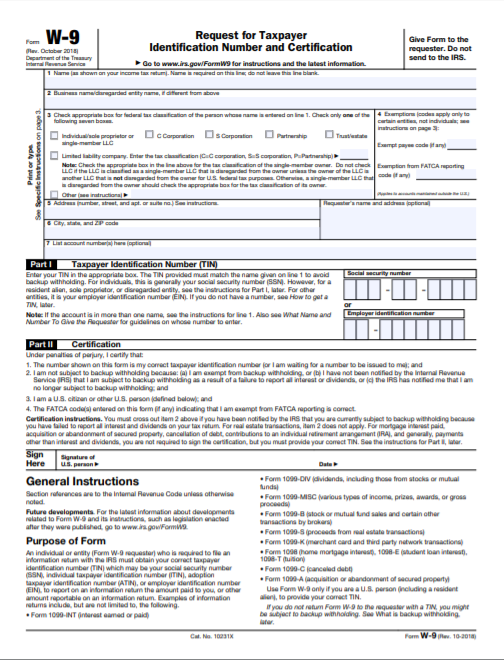 Form W-9
(Rev. October 2018)
Department of the Treasury
Internal Revenue Service
Request for Taxpayer
Identification Number and Certification
▶ Go to www.irs.gov/FormW9 for instructions and the latest information.
Give Form to the
requester. Do not
send to the IRS.
Print or type.
See Specific Instructions on page 3.
1 Name (as shown on your income tax return). Name is required on this line; do not leave this line blank.
2 Business name/disregarded entity name, if different from above
3 Check appropriate box for federal tax classification of the person whose name is entered on line 1. Check only one of the
following seven boxes.
Individual/sole proprietor or
single-member LLC
C Corporation
S Corporation
Partnership
Trust/estate
Limited liability company. Enter the tax classification (C=C corporation, S=S corporation, P=Partnership) ▶
Note: Check the appropriate box in the line above for the tax classification of the single-member owner. Do not check
LLC if the LLC is classified as a single-member LLC that is disregarded from the owner unless the owner of the LLC is
another LLC that is not disregarded from the owner for U.S. federal tax purposes. Otherwise, a single-member LLC that
is disregarded from the owner should check the appropriate box for the tax classification of its owner.
Other (see instructions) ▶
4 Exemptions (codes apply only to
certain entities, not individuals; see
instructions on page 3):
Exempt payee code (if any)
Exemption from FATCA reporting
code (if any)
(Applies to accounts maintained outside the U.S.)
5 Address (number, street, and apt. or suite no.) See instructions.
Requester's name and address (optional)
6 City, state, and ZIP code
7 List account number(s) here (optional)
Part I Taxpayer Identification Number (TIN)
Enter your TIN in the appropriate box. The TIN provided must match the name given on line 1 to avoid
backup withholding. For individuals, this is generally your social security number (SSN). However, for a
resident alien, sole proprietor, or disregarded entity, see the instructions for Part I, later. For other
entities, it is your employer identification number (EIN). If you do not have a number, see How to get a
TIN, later.
Note: If the account is in more than one name, see the instructions for line 1. Also see What Name and
Number To Give the Requester for guidelines on whose number to enter.
Social security number
– –
or
Employer identification number
–
Part II Certification
Under penalties of perjury, I certify that:
1. The number shown on this form is my correct taxpayer identification number (or I am waiting for a number to be issued to me); and
2. I am not subject to backup withholding because: (a) I am exempt from backup withholding, or (b) I have not been notified by the Internal Revenue
Service (IRS) that I am subject to backup withholding as a result of a failure to report all interest or dividends, or (c) the IRS has notified me that I am
no longer subject to backup withholding; and
3. I am a U.S. citizen or other U.S. person (defined below); and
4. The FATCA code(s) entered on this form (if any) indicating that I am exempt from FATCA reporting is correct.
Certification instructions. You must cross out item 2 above if you have been notified by the IRS that you are currently subject to backup withholding because
you have failed to report all interest and dividends on your tax return. For real estate transactions, item 2 does not apply. For mortgage interest paid,
acquisition or abandonment of secured property, cancellation of debt, contributions to an individual retirement arrangement (IRA), and generally, payments
other than interest and dividends, you are not required to sign the certification, but you must provide your correct TIN. See the instructions for Part II, later.
Sign
Here
Signature of
U.S. person ▶
Date ▶
General Instructions
Section references are to the Internal Revenue Code unless otherwise
noted.
Future developments. For the latest information about developments
related to Form W-9 and its instructions, such as legislation enacted
after they were published, go to www.irs.gov/FormW9.
Purpose of Form
An individual or entity (Form W-9 requester) who is required to file an
information return with the IRS must obtain your correct taxpayer
identification number (TIN) which may be your social security number
(SSN), individual taxpayer identification number (ITIN), adoption
taxpayer identification number (ATIN), or employer identification number
(EIN), to report on an information return the amount paid to you, or other
amount reportable on an information return. Examples of information
returns include, but are not limited to, the following.
• Form 1099-INT (interest earned or paid)
• Form 1099-DIV (dividends, including those from stocks or mutual
funds)
• Form 1099-MISC (various types of income, prizes, awards, or gross
proceeds)
• Form 1099-B (stock or mutual fund sales and certain other
transactions by brokers)
• Form 1099-S (proceeds from real estate transactions)
• Form 1099-K (merchant card and third party network transactions)
• Form 1098 (home mortgage interest), 1098-E (student loan interest),
1098-T (tuition)
• Form 1099-C (canceled debt)
• Form 1099-A (acquisition or abandonment of secured property)
Use Form W-9 only if you are a U.S. person (including a resident
alien), to provide your correct TIN.
If you do not return Form W-9 to the requester with a TIN, you might
be subject to backup withholding. See What is backup withholding,
later.
Cat. No. 10231X
Form W-9 (Rev. 10-2018)